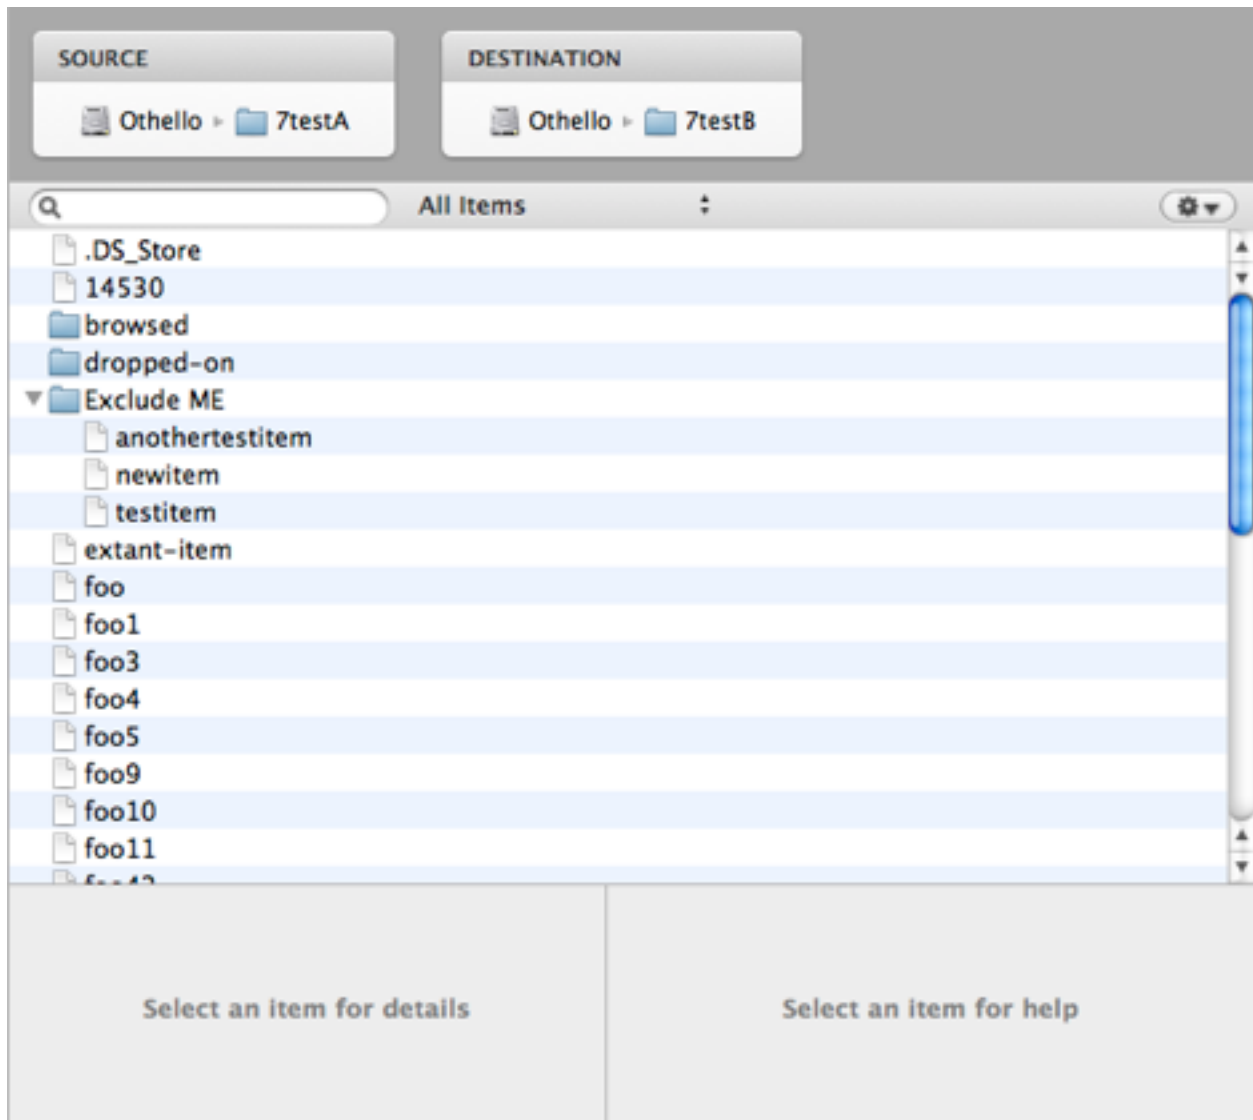 SOURCE
Othello 7testA
DESTINATION
Othello 7testB
All Items
.DS_Store
14530
browsed
dropped-on
Exclude ME
anothertestitem
newitem
testitem
extant-item
foo
foo1
foo3
foo4
foo5
foo9
foo10
foo11
Select an item for details
Select an item for help